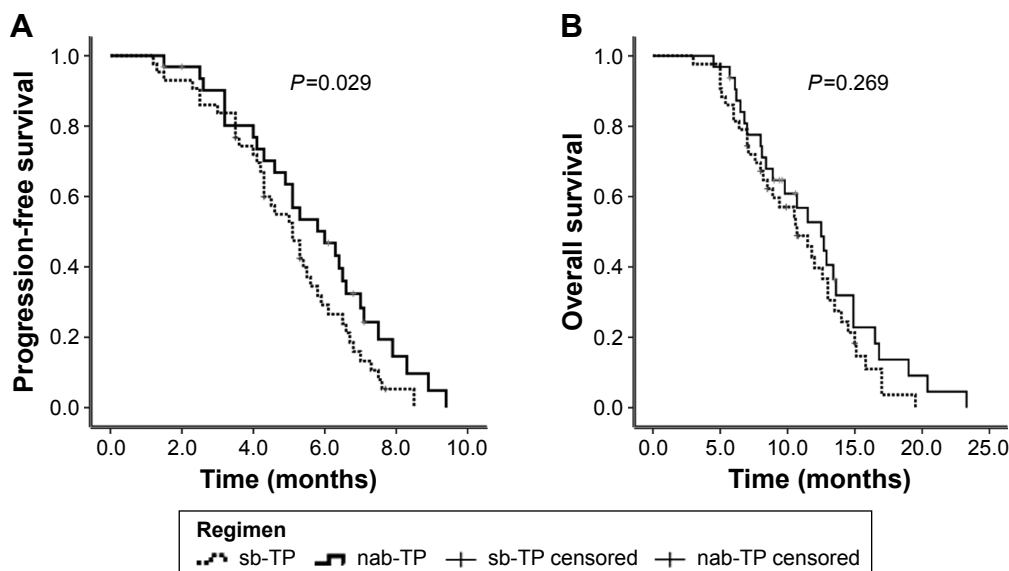 A
Progression-free survival
1.0
0.8
0.6
0.4
0.2
0.0
P=0.029
0.0 2.0 4.0 6.0 8.0 10.0
Time (months)
B
Overall survival
1.0
0.8
0.6
0.4
0.2
0.0
P=0.269
0.0 5.0 10.0 15.0 20.0 25.0
Time (months)
Regimen
sb-TP nab-TP sb-TP censored nab-TP censored